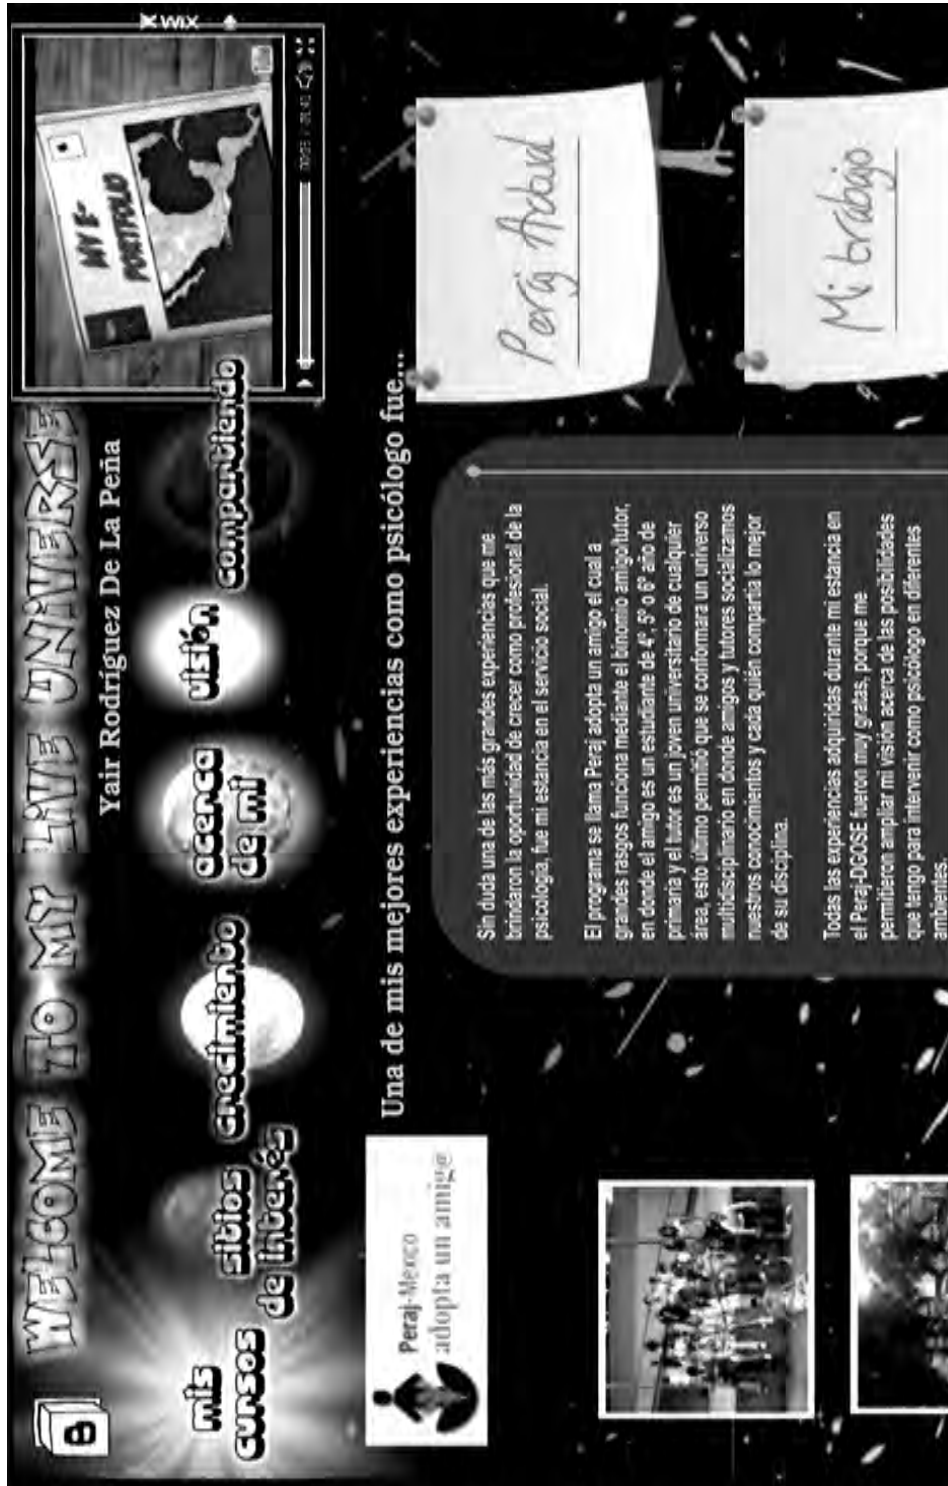 WIX
WELCOME TO MY LIVE UNIVERSE
Yair Rodríguez De La Peña
MY E-
PORTFOLIO
mis
cursos
sitios
de interés
crecimiento
acerca
de mi
visión
compartiendo
Peraj-México
adopta un amig@
Una de mis mejores experiencias como psicólogo fue...
Sin duda una de las más grandes experiencias que me
brindaron la oportunidad de crecer como profesional de la
psicología, fue mi estancia en el servicio social.
El programa se llama Peraj adopta un amigo el cual a
grandes rasgos funciona mediante el binomio amigo/tutor,
en donde el amigo es un estudiante de 4º, 5º o 6º año de
primaria y el tutor es un joven universitario de cualquier
área, esto último permitió que se conformara un universo
multidisciplinario en donde amigos y tutores socializamos
nuestros conocimientos y cada quién compartía lo mejor
de su disciplina.
Todas las experiencias adquiridas durante mi estancia en
el Peraj-DGOSE fueron muy gratas, porque me
permitieron ampliar mi visión acerca de las posibilidades
que tengo para intervenir como psicólogo en diferentes
ambientes.
Peraj
Mi trabajo